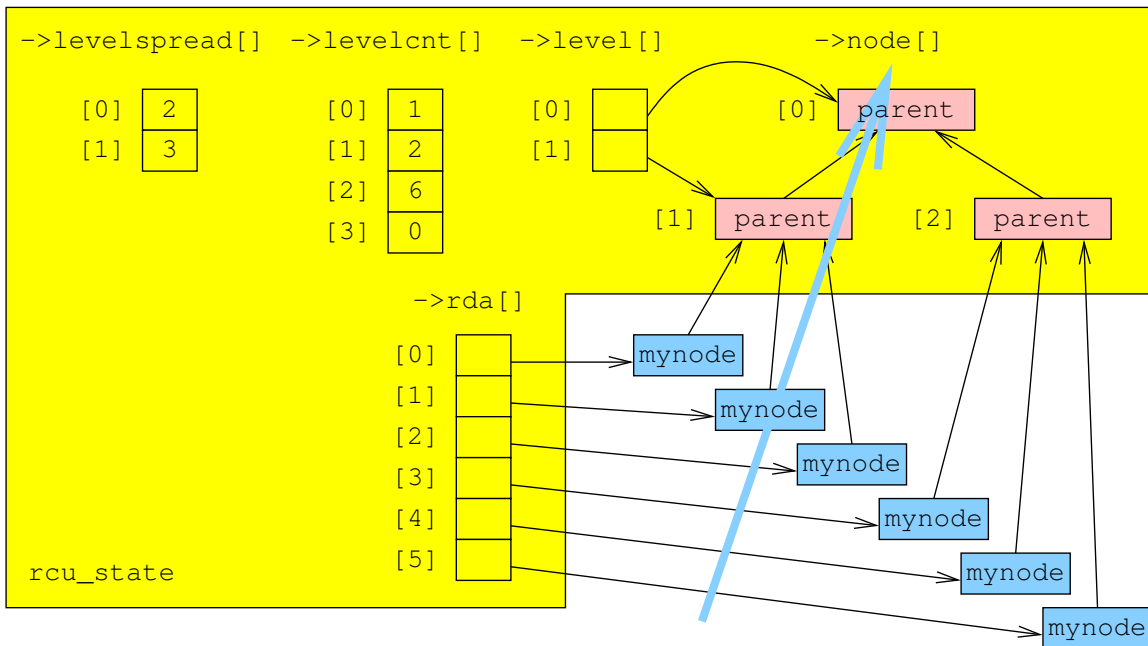 ->levelspread[] ->levelcnt[] ->level[] ->node[]
[0] 2 [0] 1 [0] [0] parent
[1] 3 [1] 2 [1]
[2] 6 [1] parent [2] parent
[3] 0
->rda[]
[0] mynode
[1] mynode
[2] mynode
[3] mynode
[4] mynode
[5] mynode
rcu_state